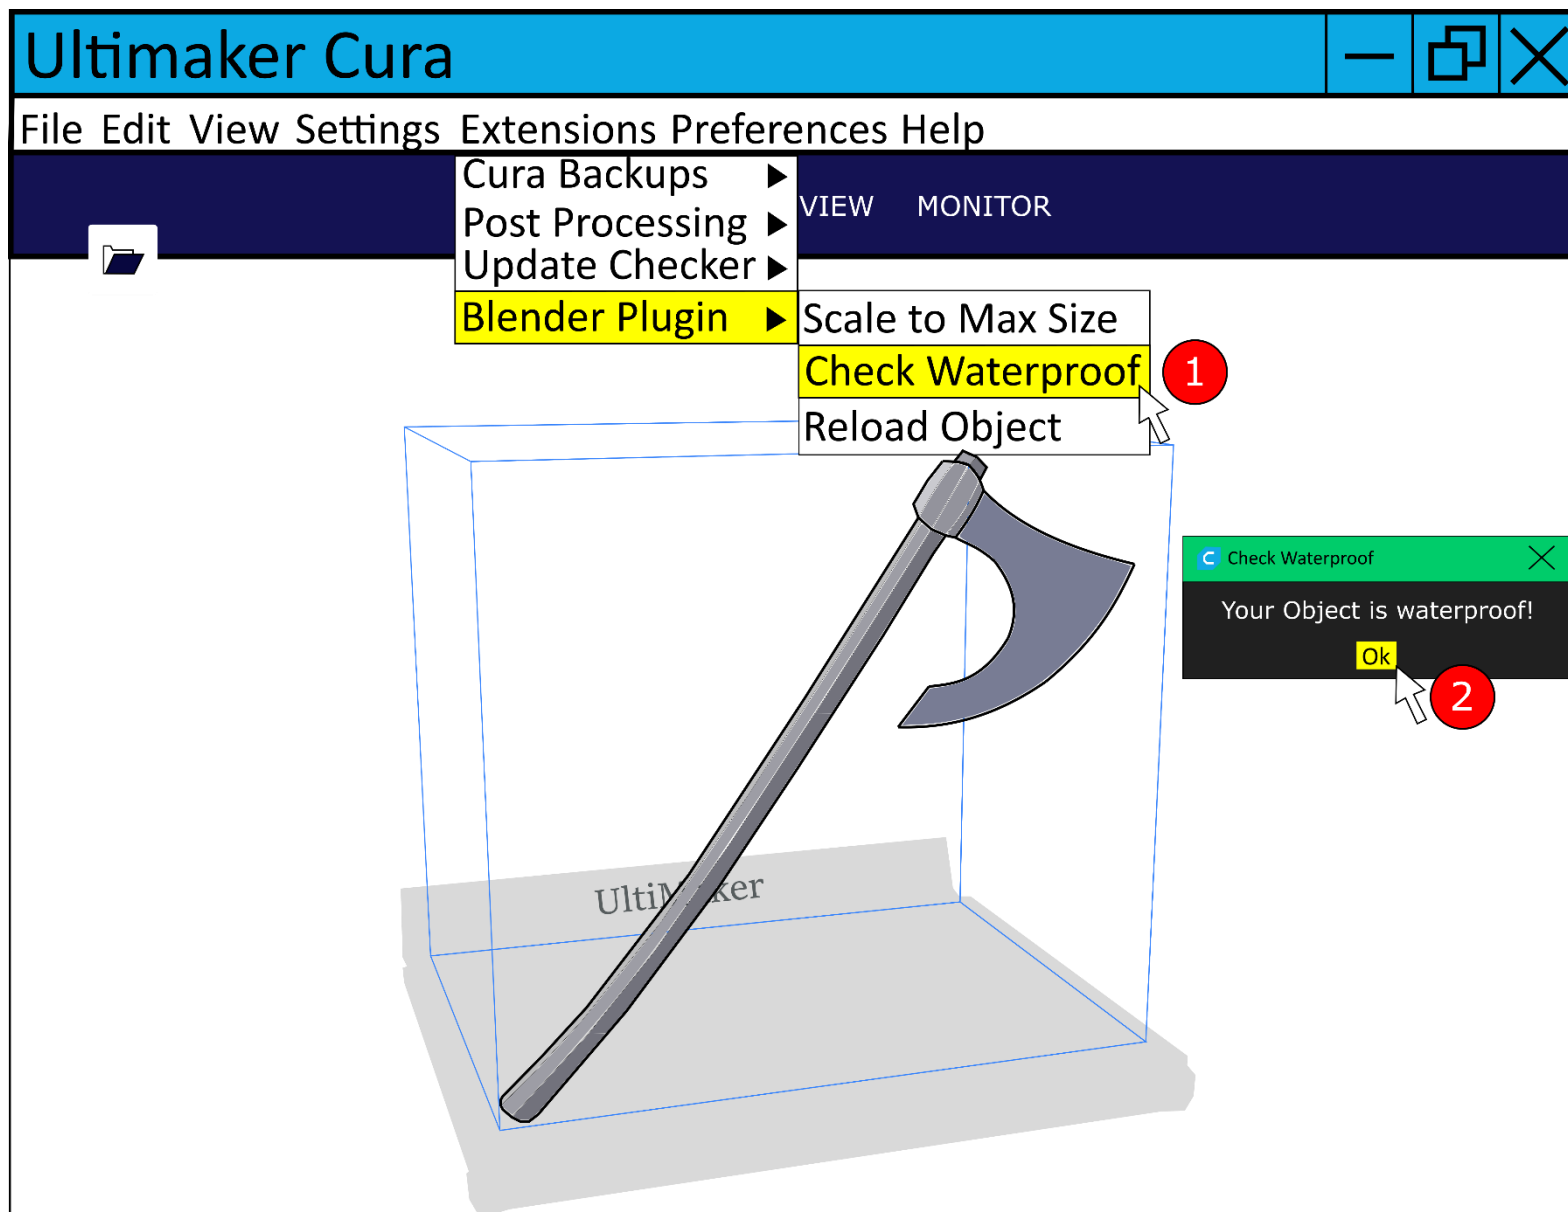 Ultimaker Cura
File Edit View Settings Extensions Preferences Help
Cura Backups
Post Processing
Update Checker
Blender Plugin
VIEW MONITOR
Scale to Max Size
Check Waterproof
1
Reload Object
Check Waterproof
Your Object is waterproof!
Ok
2